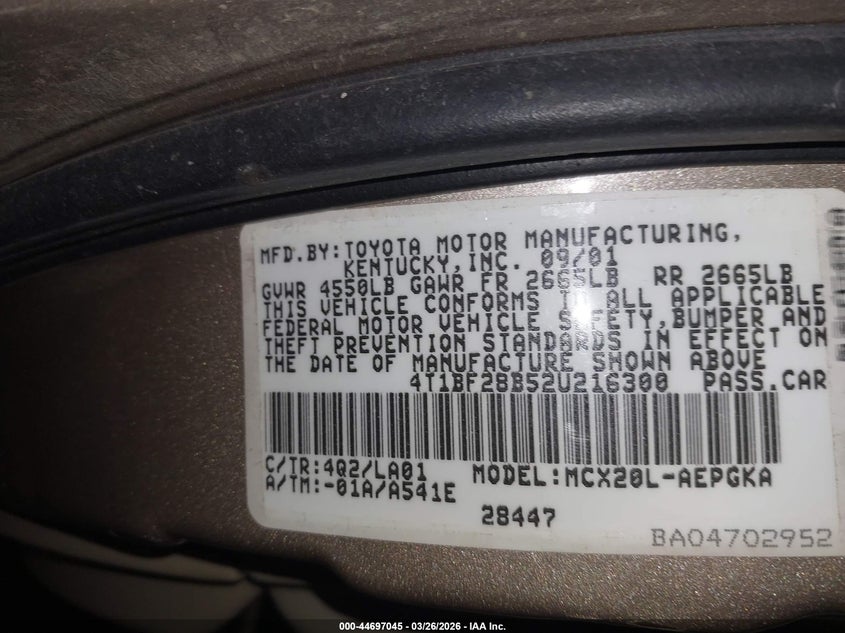 MFD.BY:TOYOTA MOTOR MANUFACTURING,
KENTUCKY,INC. 09/01
GVWR 4550LB GAWR FR 2665LB RR 2665LB
THIS VEHICLE CONFORMS TO ALL APPLICABLE
FEDERAL MOTOR VEHICLE SAFETY,BUMPER AND
THEFT PREVENTION STANDARDS IN EFFECT ON
THE DATE OF MANUFACTURE SHOWN ABOVE
4T1BF28B52U216300 PASS.CAR
C/TR:4Q2/LA01 MODEL:MCX20L-AEPGKA
A/TM:-01A/A541E
28447
BA04702952
000-44697045 | 03/26/2026 - IAA Inc.